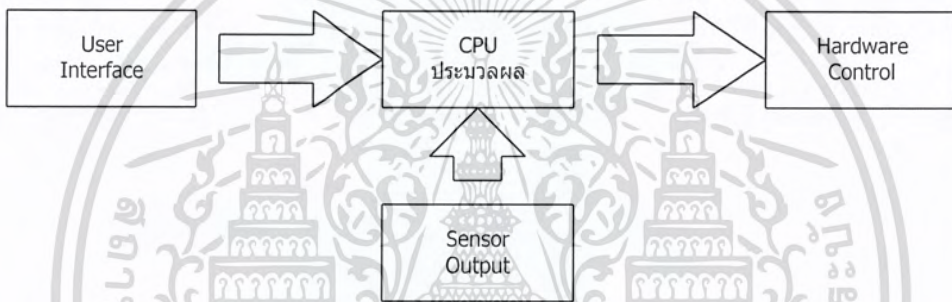 User
Interface
CPU
ประมวลผล
Hardware
Control
Sensor
Output